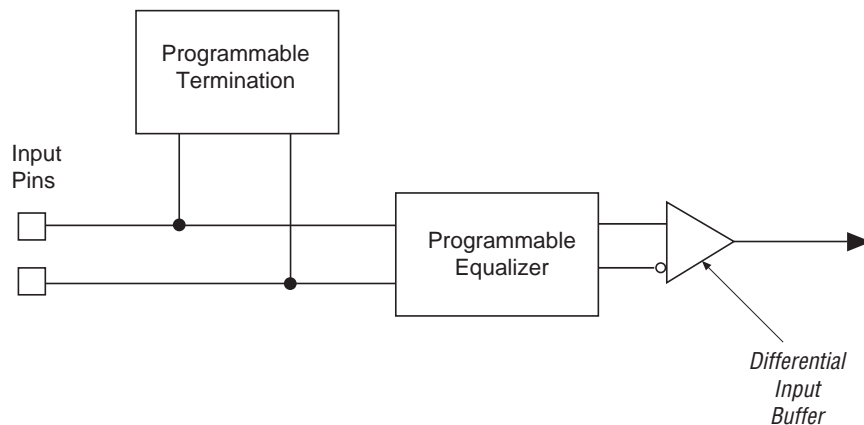 Programmable
Termination
Input
Pins
Programmable
Equalizer
Differential
Input
Buffer